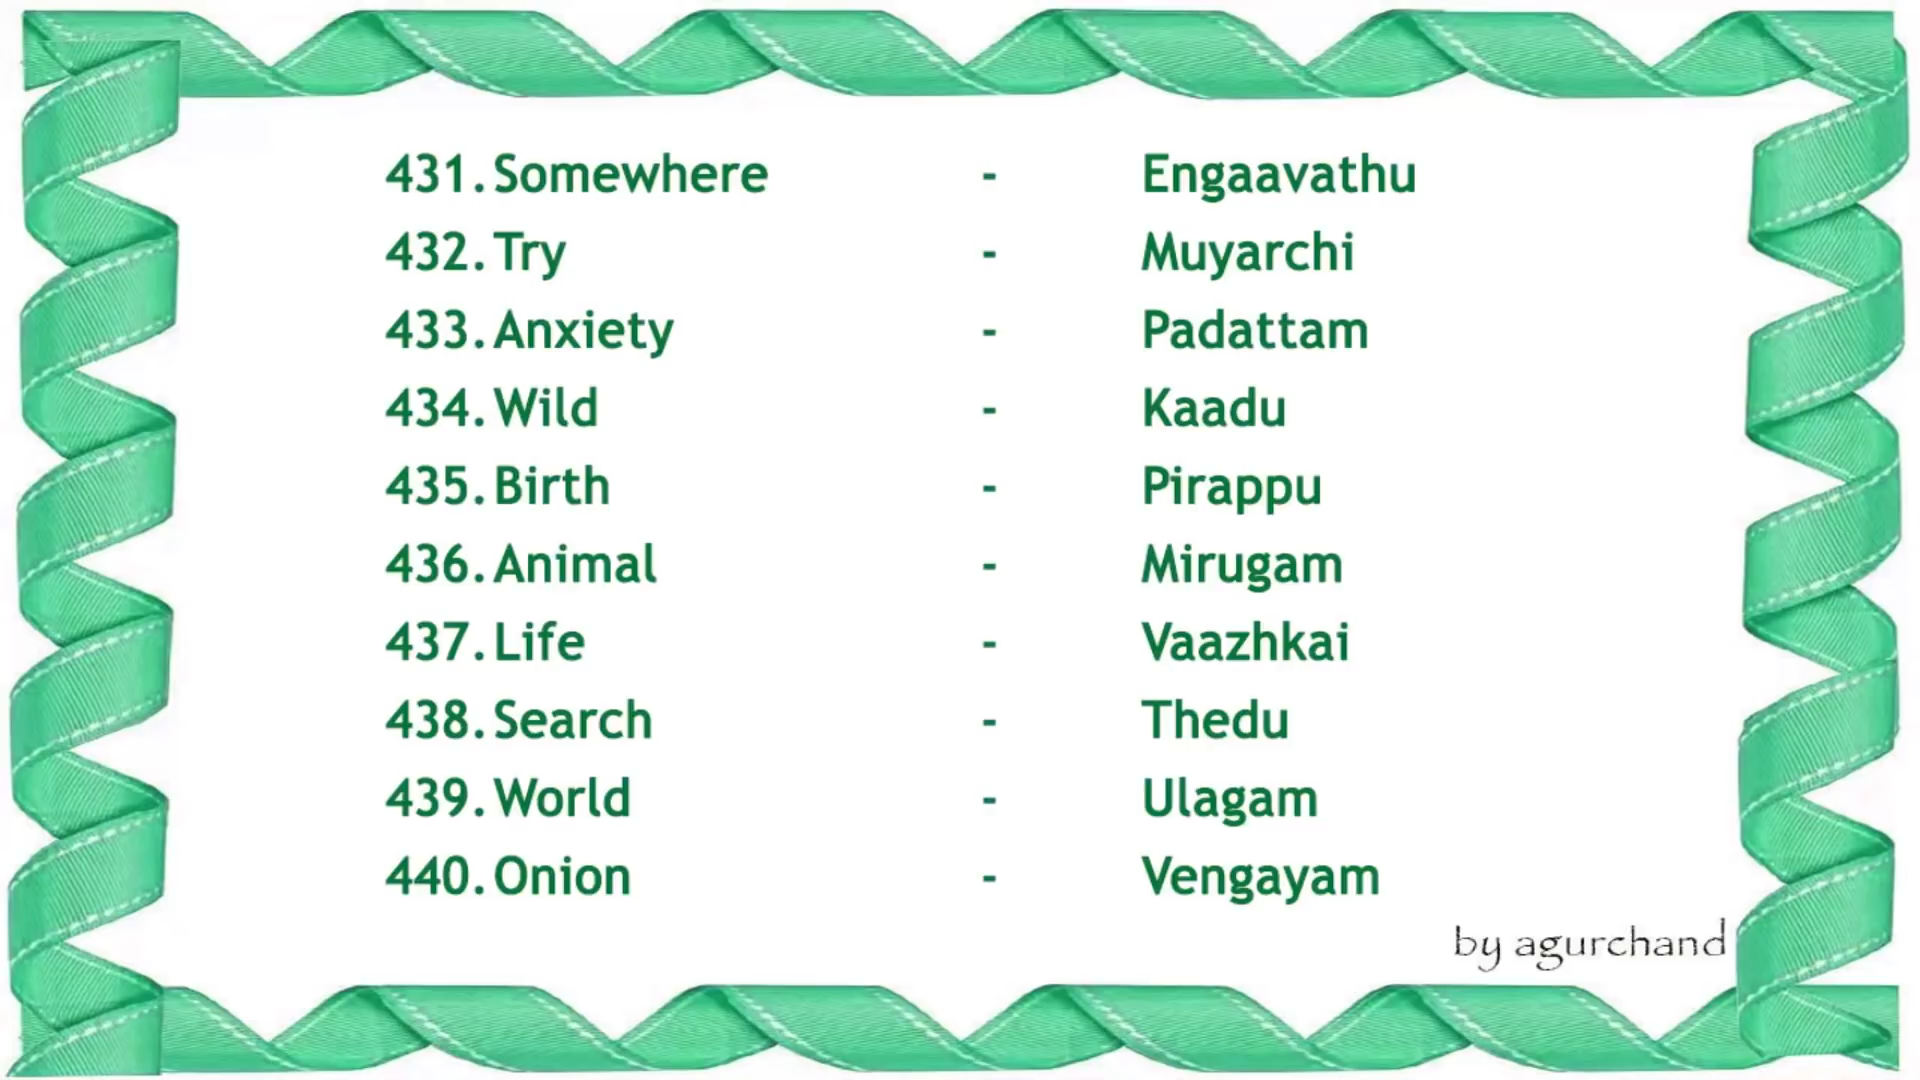 431. Somewhere - Engaavathu
432. Try - Muyarchi
433. Anxiety - Padattam
434. Wild - Kaadu
435. Birth - Pirappu
436. Animal - Mirugam
437. Life - Vaazhkai
438. Search - Thedu
439. World - Ulagam
440. Onion - Vengayam
by agurchand